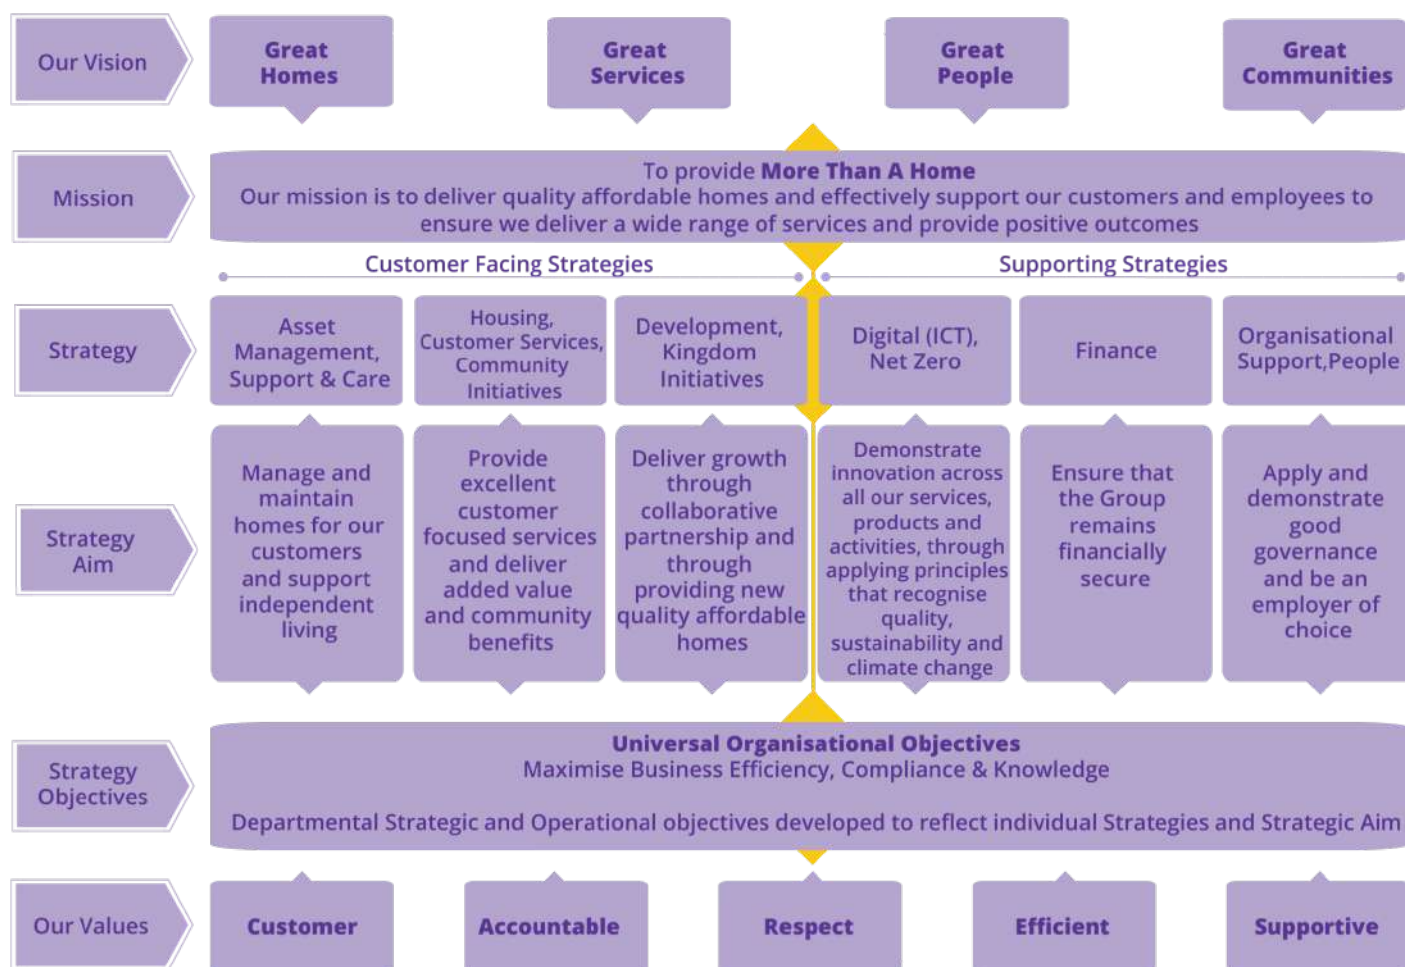 Our Vision
Great
Homes
Great
Services
Great
People
Great
Communities
Mission
To provide More Than A Home
Our mission is to deliver quality affordable homes and effectively support our customers and employees to
ensure we deliver a wide range of services and provide positive outcomes
Customer Facing Strategies
Supporting Strategies
Strategy
Asset
Management,
Support & Care
Housing,
Customer Services,
Community
Initiatives
Development,
Kingdom
Initiatives
Digital (ICT),
Net Zero
Finance
Organisational
Support,People
Strategy
Aim
Manage and
maintain
homes for our
customers
and support
independent
living
Provide
excellent
customer
focused services
and deliver
added value
and community
benefits
Deliver growth
through
collaborative
partnership and
through
providing new
quality affordable
homes
Demonstrate
innovation across
all our services,
products and
activities, through
applying principles
that recognise
quality,
sustainability and
climate change
Ensure that
the Group
remains
financially
secure
Apply and
demonstrate
good
governance
and be an
employer of
choice
Strategy
Objectives
Universal Organisational Objectives
Maximise Business Efficiency, Compliance & Knowledge
Departmental Strategic and Operational objectives developed to reflect individual Strategies and Strategic Aim
Our Values
Customer
Accountable
Respect
Efficient
Supportive